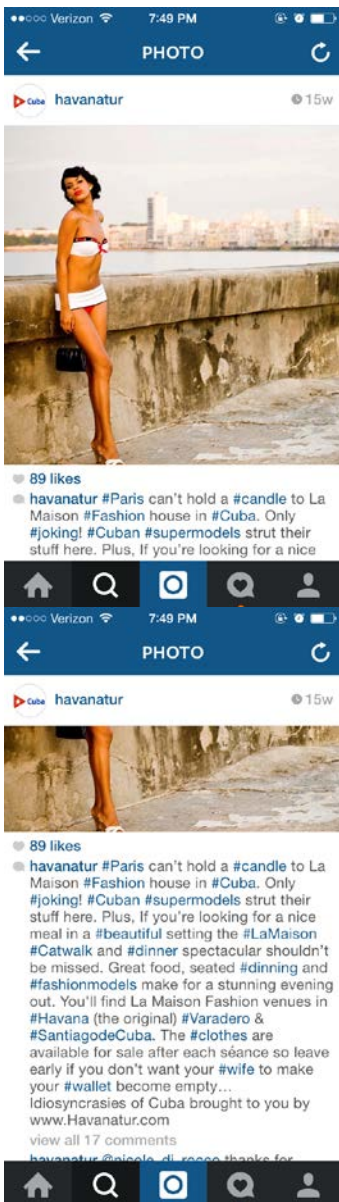 Verizon 7:49 PM
PHOTO
Cuba havanatur 15w
89 likes
havanatur #Paris can't hold a #candle to La
Maison #Fashion house in #Cuba. Only
#joking! #Cuban #supermodels strut their
stuff here. Plus, If you're looking for a nice
Verizon 7:49 PM
PHOTO
Cuba havanatur 15w
89 likes
havanatur #Paris can't hold a #candle to La
Maison #Fashion house in #Cuba. Only
#joking! #Cuban #supermodels strut their
stuff here. Plus, If you're looking for a nice
meal in a #beautiful setting the #LaMaison
#Catwalk and #dinner spectacular shouldn't
be missed. Great food, seated #dinning and
#fashionmodels make for a stunning evening
out. You'll find La Maison Fashion venues in
#Havana (the original) #Varadero &
#SantiagodeCuba. The #clothes are
available for sale after each séance so leave
early if you don't want your #wife to make
your #wallet become empty...
Idiosyncrasies of Cuba brought to you by
www.Havanatur.com
view all 17 comments
havanatur @nicole_di_rocco thanks for